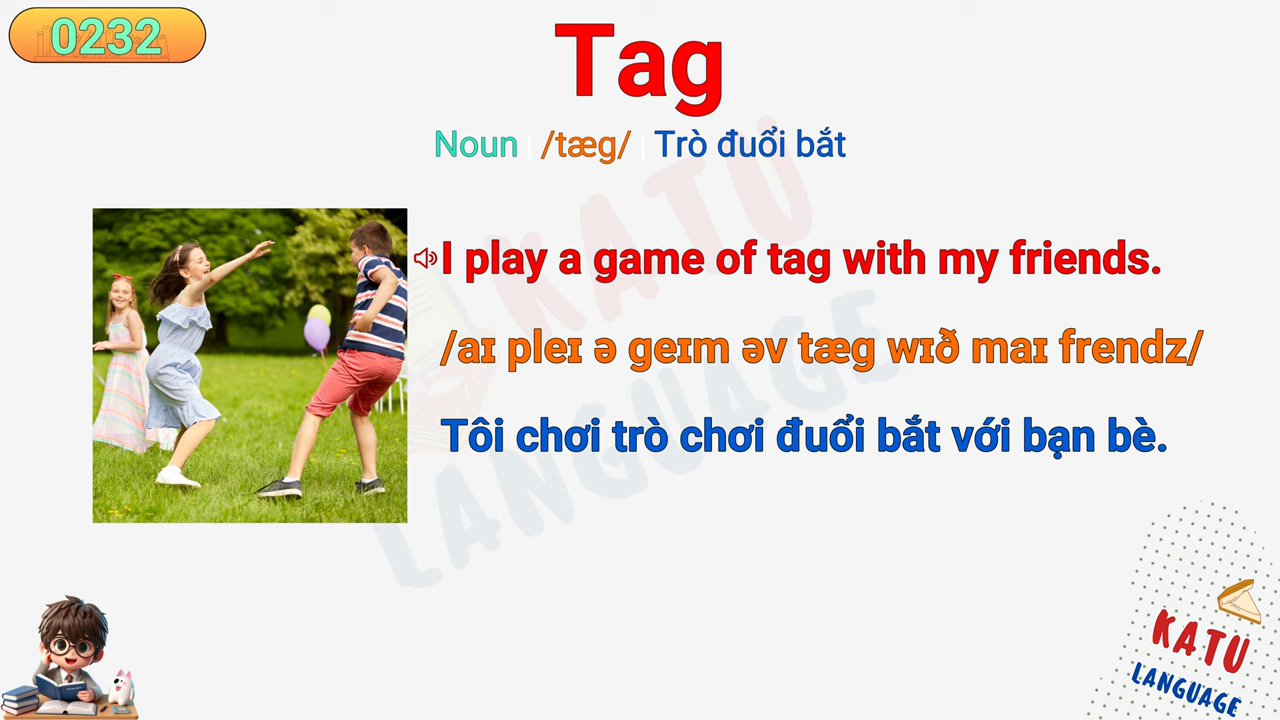 0232
Tag
Noun | /tæg/ | Trò đuổi bắt
I play a game of tag with my friends.
/aɪ pleɪ ə geɪm əv tæg wɪð maɪ frendz/
Tôi chơi trò chơi đuổi bắt với bạn bè.
KATU
LANGUAGE
KATU
LANGUAGE